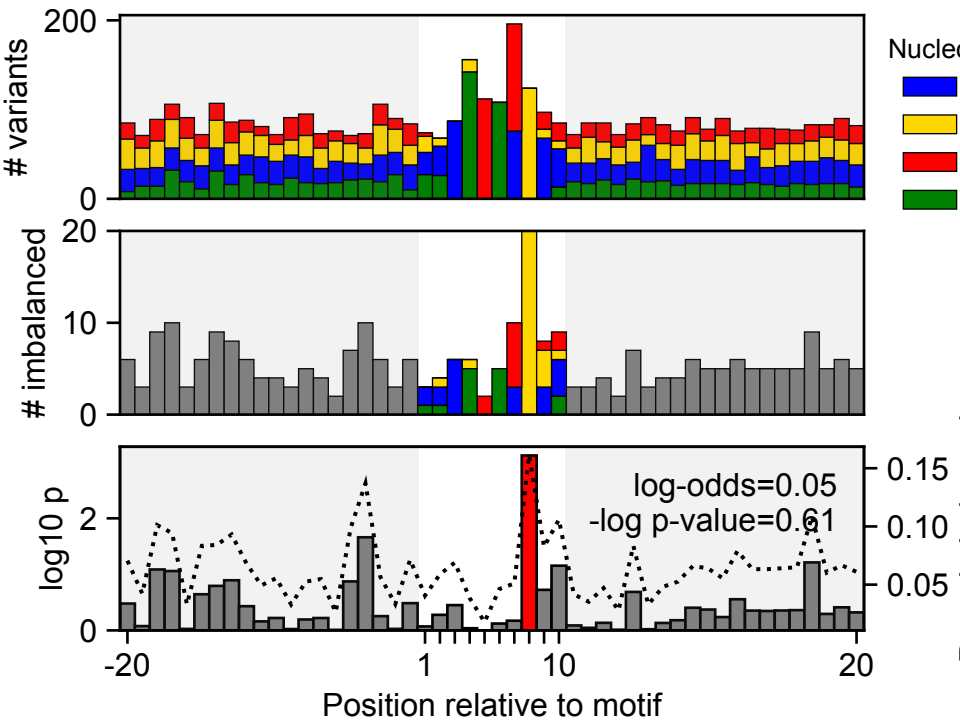 200
# variants
0
Nucleo
20
# imbalanced
10
0
log-odds=0.05
-log p-value=0.61
log10 p
2
0
0.15
0.10
0.05
-20
1
10
20
Position relative to motif